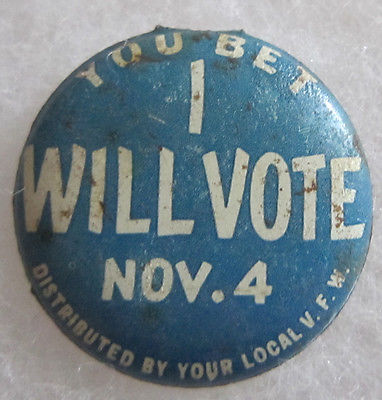 YOU BET
I
WILL VOTE
NOV. 4
DISTRIBUTED BY YOUR LOCAL V. F. W.